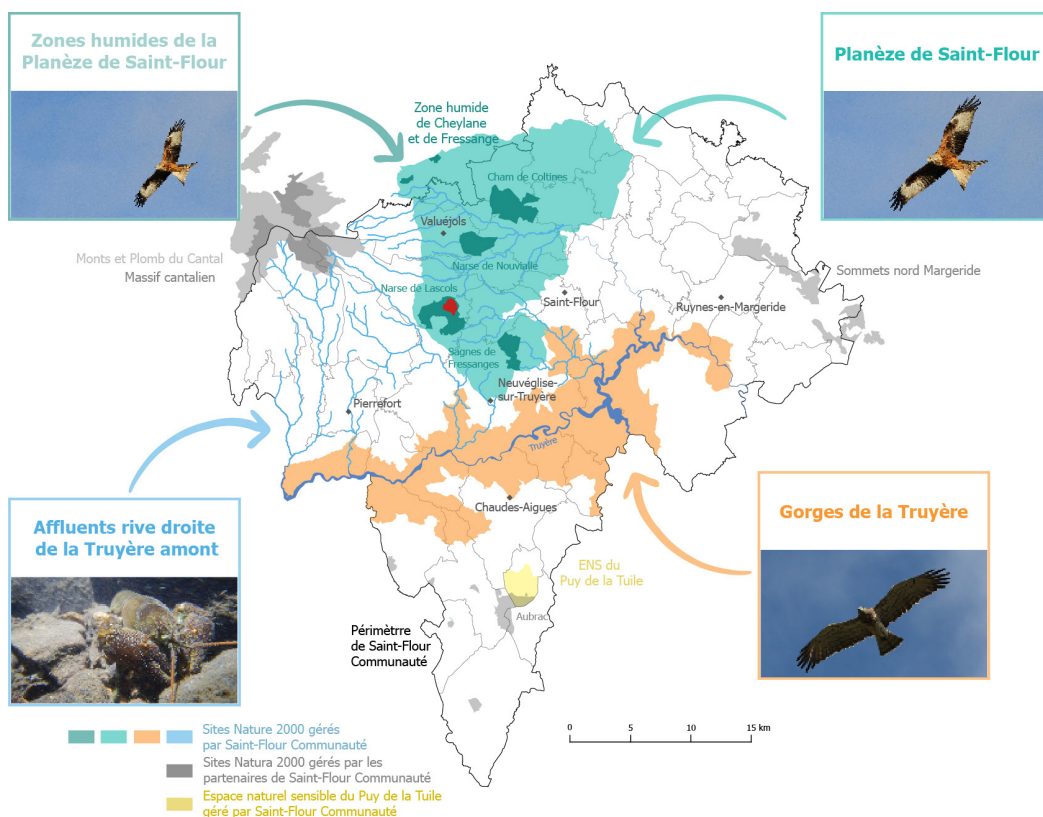 Zones humides de la
Planèze de Saint-Flour
Planèze de Saint-Flour
Zone humide
de Cheylane
et de Fressange
Cham de Coltines
Valuéjols
Narse de Nouvialle
Monts et Plomb du Cantal
Massif cantalien
Narse de Lascols
Saint-Flour
Sommets nord Margeride
Ruynes-en-Margeride
Sagnes de
Fressanges
Neuvéglise-
sur-Truyère
Pierrefort
Truyère
Chaudes-Aigues
Affluents rive droite
de la Truyère amont
Gorges de la Truyère
ENS du
Puy de la Tuile
Aubrac
Périmètrre
de Saint-Flour
Communauté
Sites Nature 2000 gérés
par Saint-Flour Communauté
Sites Natura 2000 gérés par les
partenaires de Saint-Flour Communauté
Espace naturel sensible du Puy de la Tuile
géré par Saint-Flour Communauté
0 5 10 15 km